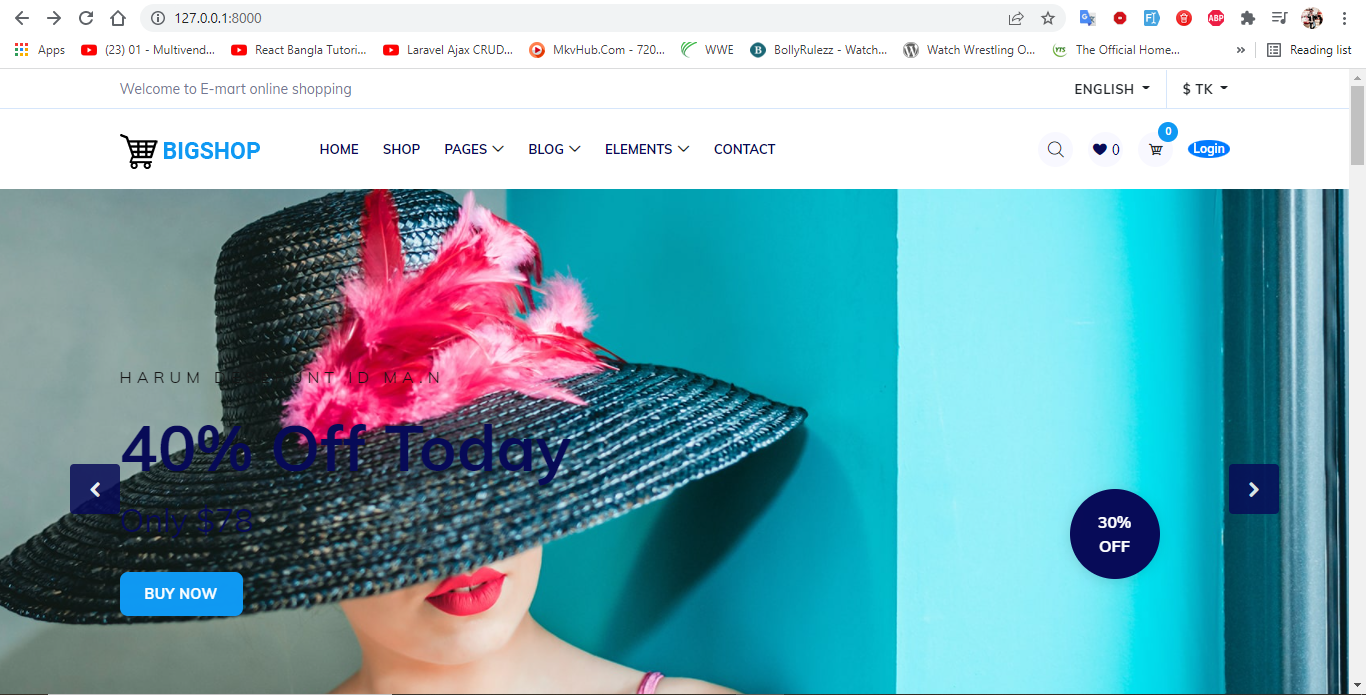 127.0.0.1:8000
Apps
(23) 01 - Multivend...
React Bangla Tutori...
Laravel Ajax CRUD...
MkvHub.Com - 720...
WWE
BollyRulezz - Watch...
Watch Wrestling O...
The Official Home...
»
Reading list
Welcome to E-mart online shopping
ENGLISH
$ TK
BIGSHOP
HOME
SHOP
PAGES
BLOG
ELEMENTS
CONTACT
0
0
Login
HARUM DISCOUNT ID MA.N
40% Off Today
Only $78
BUY NOW
30%
OFF
ABP
B
YTS